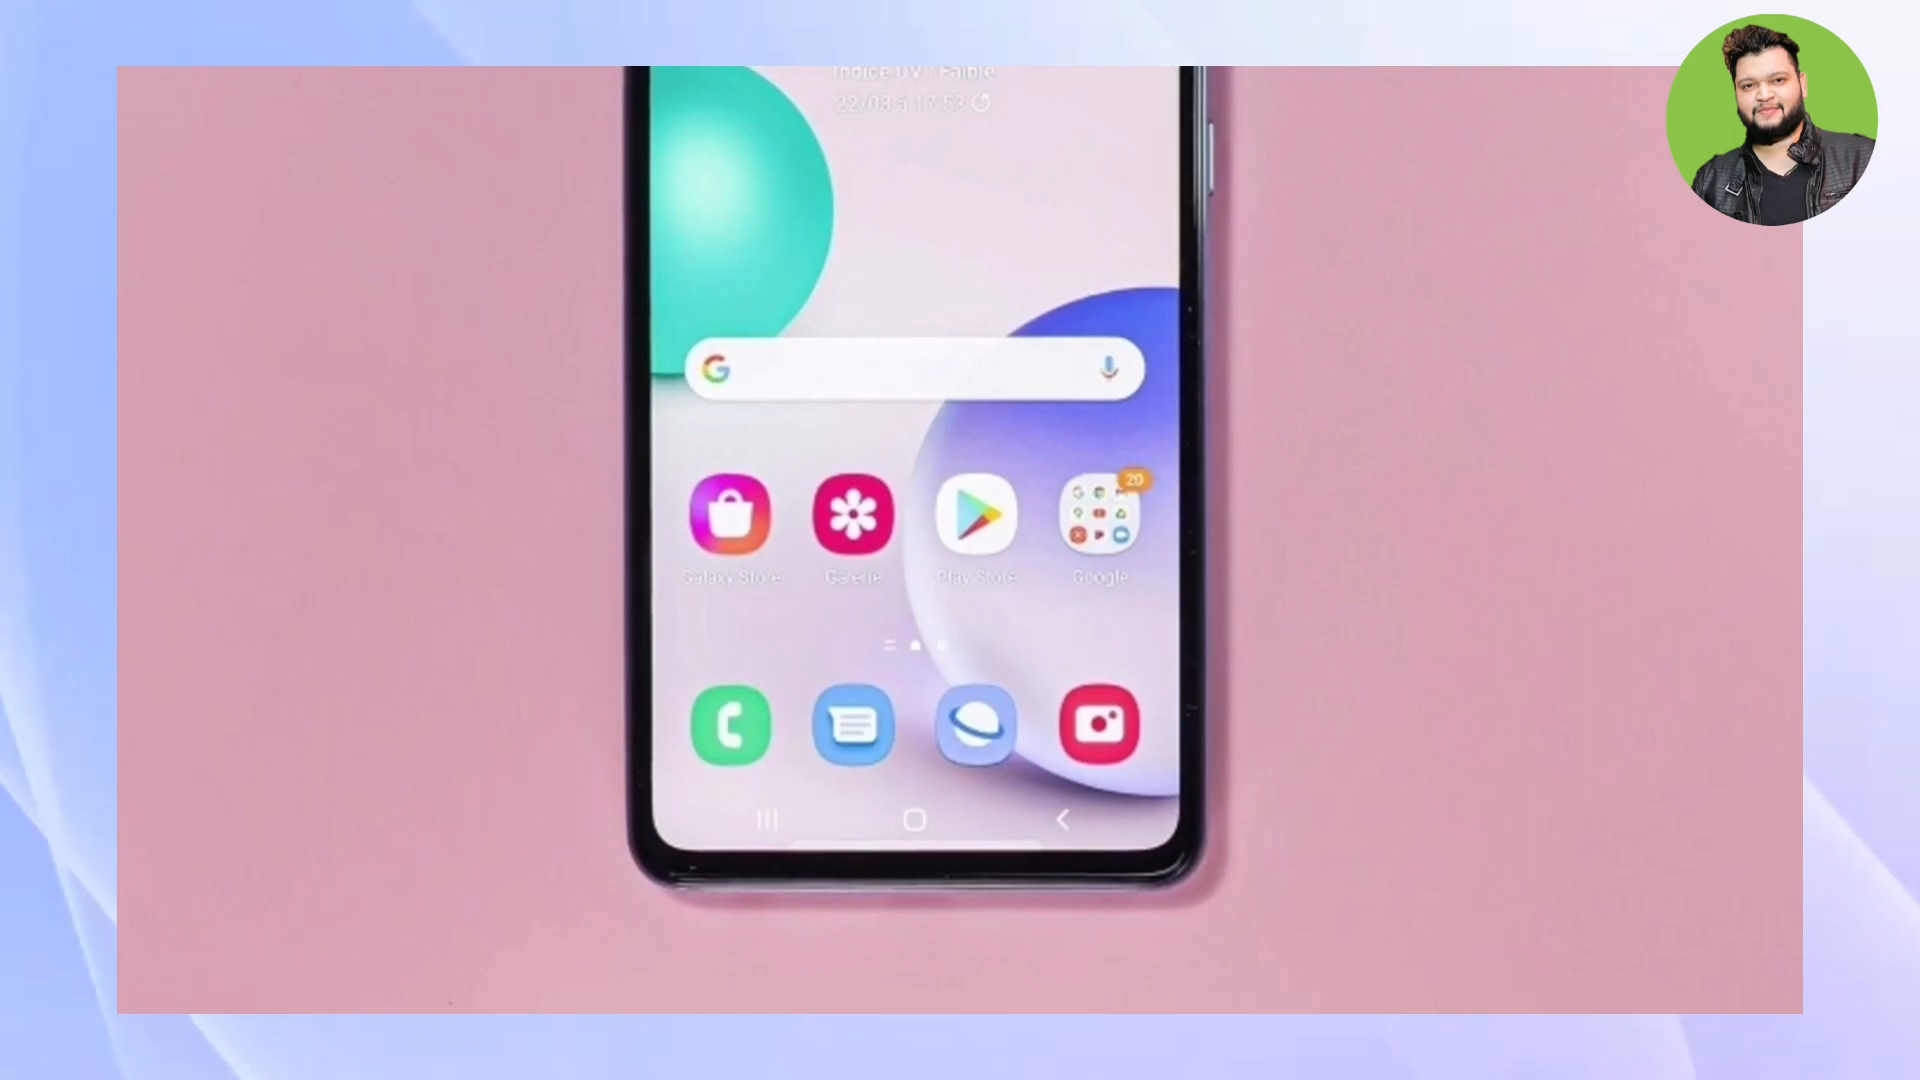 Indice UV : Faible
22/03 à 17:53
20
Galaxy Store
Galerie
Play Store
Google